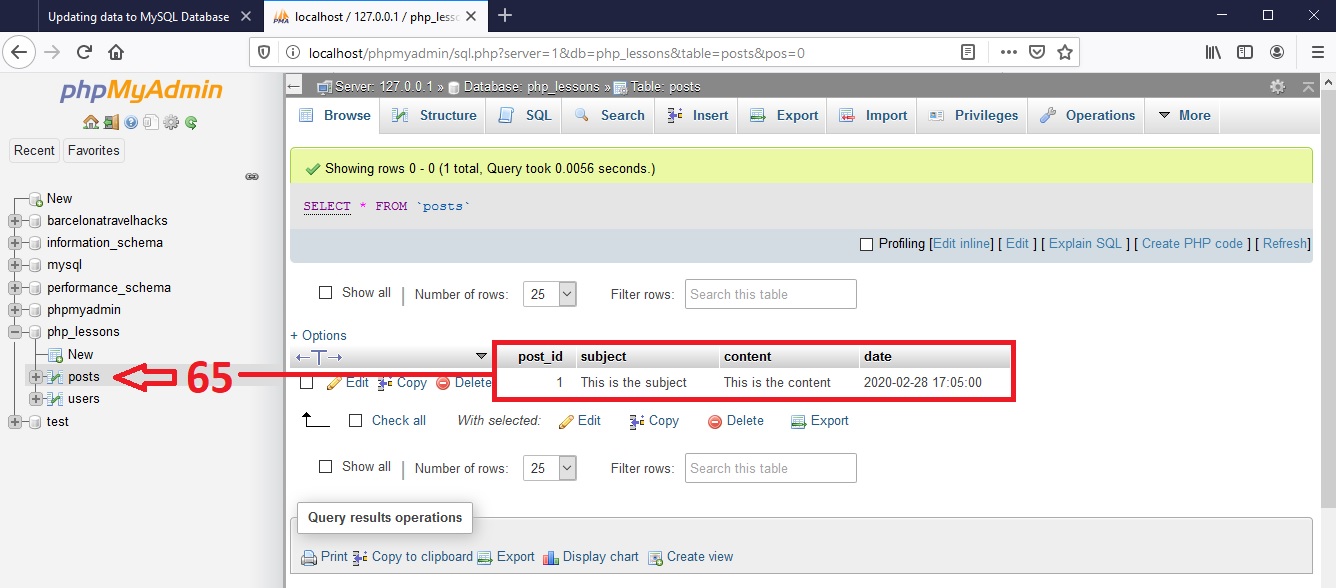 Updating data to MySQL Database
localhost / 127.0.0.1 / php_less
localhost/phpmyadmin/sql.php?server=1&db=php_lessons&table=posts&pos=0
phpMyAdmin
Recent Favorites
New
barcelonatravelhacks
information_schema
mysql
performance_schema
phpmyadmin
php_lessons
New
posts
users
test
65
Server: 127.0.0.1 » Database: php_lessons » Table: posts
Browse Structure SQL Search Insert Export Import Privileges Operations More
Showing rows 0 - 0 (1 total, Query took 0.0056 seconds.)
SELECT * FROM `posts`
Profiling [Edit inline] [ Edit ] [ Explain SQL ] [ Create PHP code ] [ Refresh]
Show all | Number of rows: 25 Filter rows: Search this table
+ Options
←T→ post_id subject content date
Edit Copy Delete 1 This is the subject This is the content 2020-02-28 17:05:00
Check all With selected: Edit Copy Delete Export
Show all | Number of rows: 25 Filter rows: Search this table
Query results operations
Print Copy to clipboard Export Display chart Create view